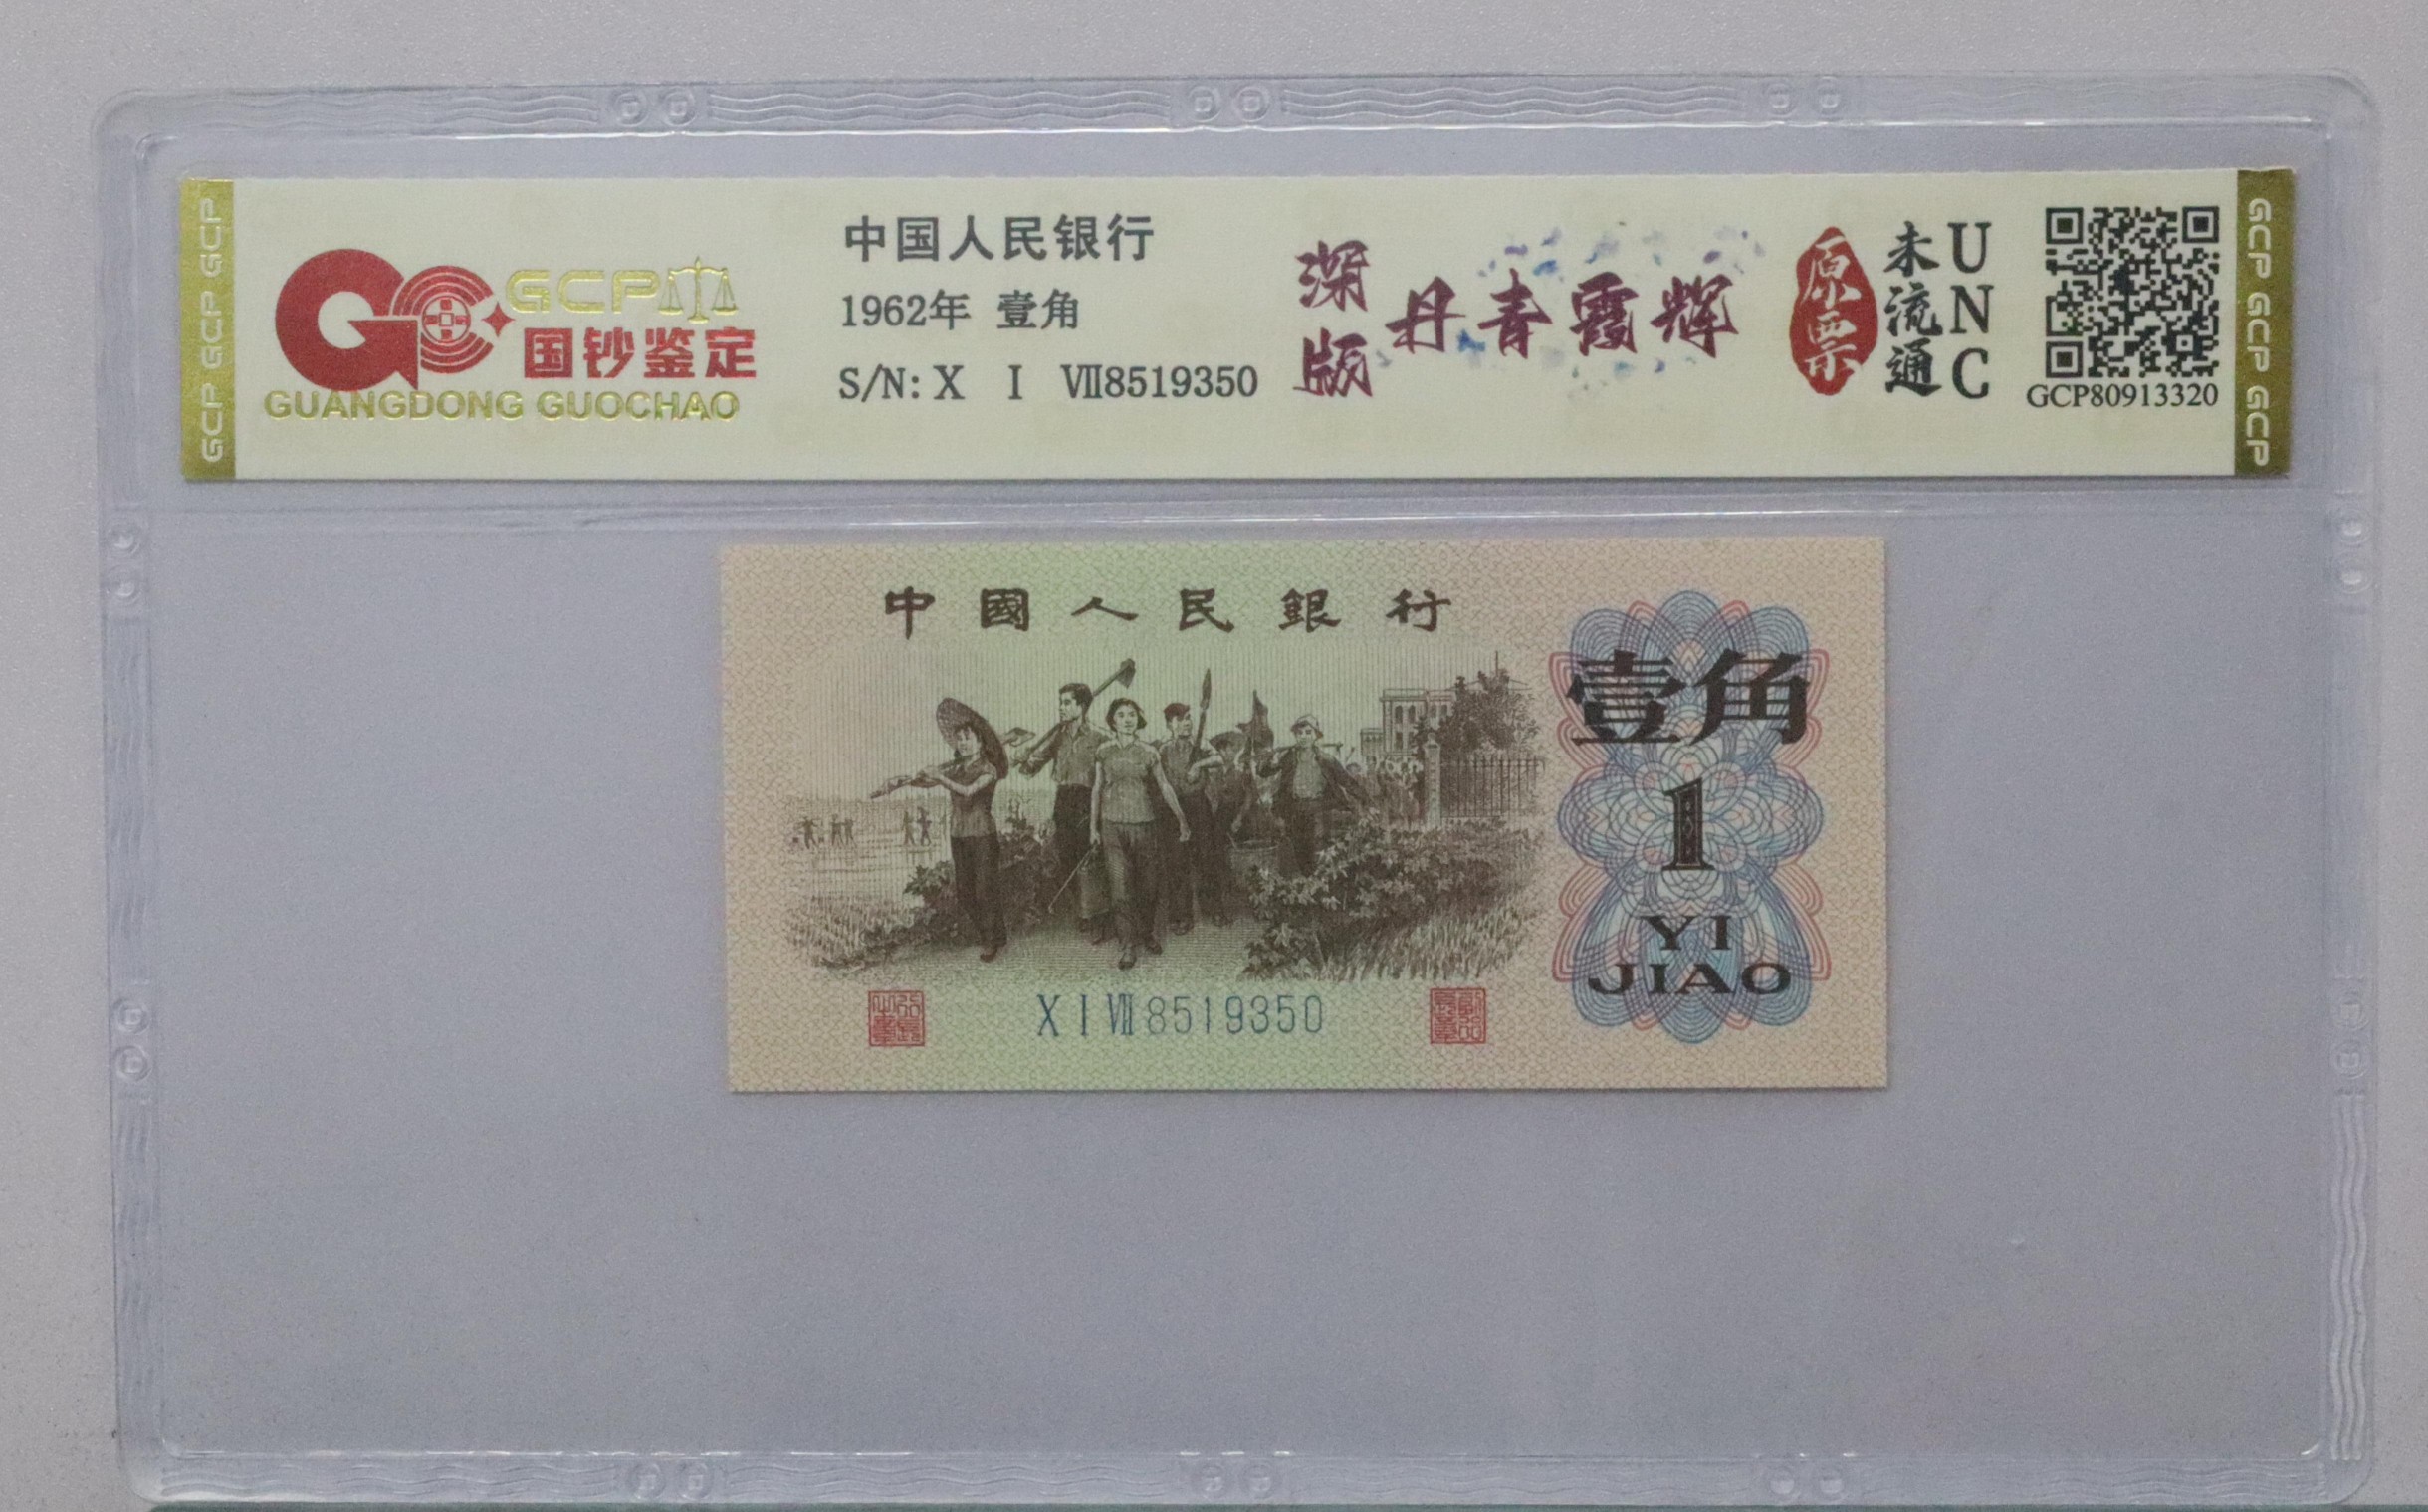 GCP GCP GCP
GCP
国钞鉴定
GUANGDONG GUOCHAO
中国人民银行
1962年 壹角
S/N: X I Ⅶ8519350
深版
丹青霞辉
原票
未流通
UNC
GCP80913320
GCP GCP GCP
中國人民銀行
壹角
1
YI
JIAO
X I Ⅶ 8519350